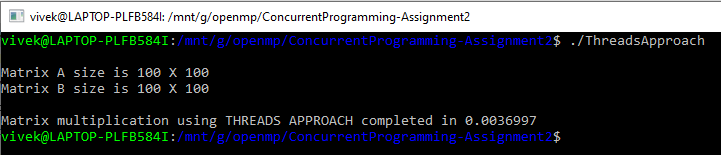 vivek@LAPTOP-PLFB584I: /mnt/g/openmp/ConcurrentProgramming-Assignment2
vivek@LAPTOP-PLFB584I:/mnt/g/openmp/ConcurrentProgramming-Assignment2$ ./ThreadsApproach
Matrix A size is 100 X 100
Matrix B size is 100 X 100
Matrix multiplication using THREADS APPROACH completed in 0.0036997
vivek@LAPTOP-PLFB584I:/mnt/g/openmp/ConcurrentProgramming-Assignment2$